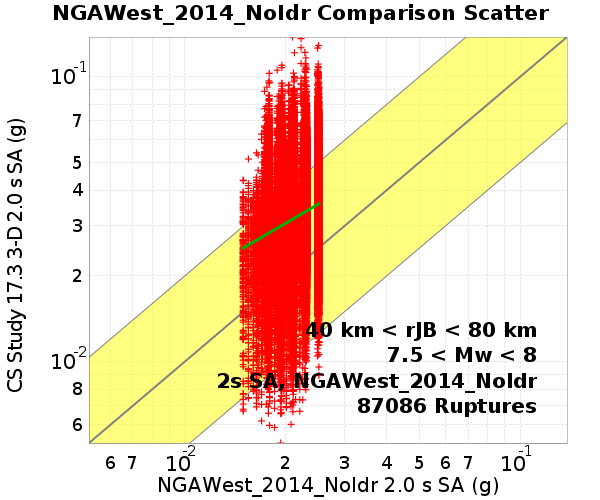 NGAWest_2014_NoIdr Comparison Scatter
CS Study 17.3 3-D 2.0 s SA (g)
10-1
7
5
4
3
2
10-2
8
6
40 km < rJB < 80 km
7.5 < Mw < 8
2s SA, NGAWest_2014_NoIdr
87086 Ruptures
6 7 10-2 2 3 4 5 6 7 10-1
NGAWest_2014_NoIdr 2.0 s SA (g)